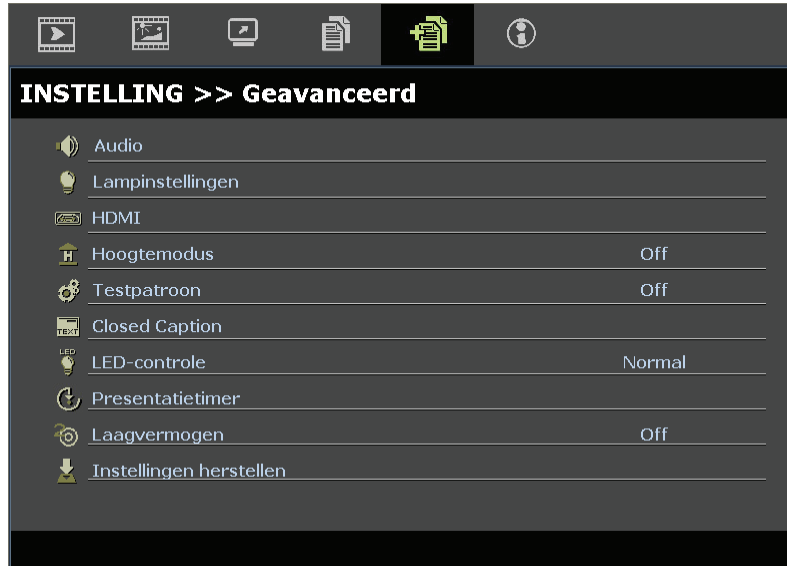 INSTELLING >> Geavanceerd
Audio
Lampinstellingen
HDMI
H Hoogtemodus Off
Testpatroon Off
TEXT Closed Caption
LED LED-controle Normal
Presentatietimer
Laagvermogen Off
Instellingen herstellen